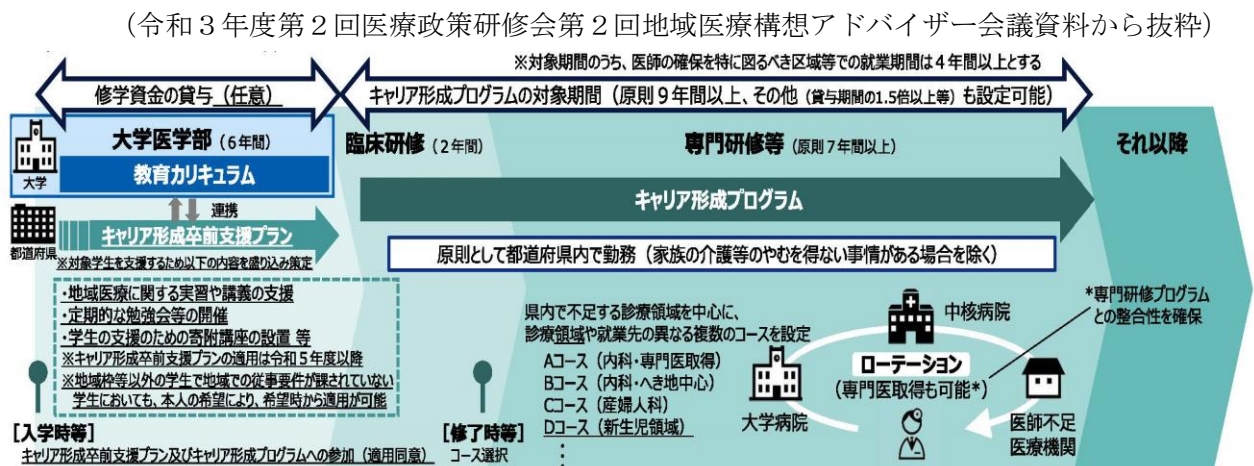 （令和３年度第２回医療政策研修会第２回地域医療構想アドバイザー会議資料から抜粋）
※対象期間のうち、医師の確保を特に図るべき区域等での就業期間は４年間以上とする
修学資金の貸与（任意）
キャリア形成プログラムの対象期間（原則９年間以上、その他（貸与期間の1.5倍以上等）も設定可能）
大学医学部（６年間）
臨床研修（２年間）
専門研修等（原則７年間以上）
それ以降
大学
教育カリキュラム
連携
キャリア形成プログラム
都道府県
キャリア形成卒前支援プラン
※対象学生を支援するため以下の内容を盛り込み策定
原則として都道府県内で勤務（家族の介護等のやむを得ない事情がある場合を除く）
・地域医療に関する実習や講義の支援
・定期的な勉強会等の開催
・学生の支援のための寄附講座の設置 等
※キャリア形成卒前支援プランの適用は令和５年度以降
※地域枠等以外の学生で地域での従事要件が課されていない
学生においても、本人の希望により、希望時から適用が可能
県内で不足する診療領域を中心に、
診療領域や就業先の異なる複数のコースを設定
Aコース（内科・専門医取得）
Bコース（内科・へき地中心）
Cコース（産婦人科）
Dコース（新生児領域）
：
中核病院
*専門研修プログラム
との整合性を確保
ローテーション
（専門医取得も可能*）
大学病院
医師不足
医療機関
［入学時等］
キャリア形成卒前支援プラン及びキャリア形成プログラムへの参加（適用同意）
［修了時等］
コース選択